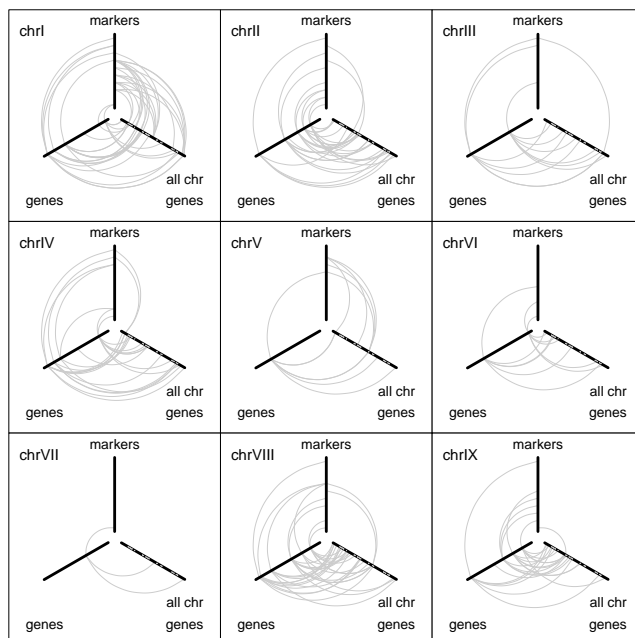 chrI
markers
genes
all chr
genes
chrII
markers
genes
all chr
genes
chrIII
markers
genes
all chr
genes
chrIV
markers
genes
all chr
genes
chrV
markers
genes
all chr
genes
chrVI
markers
genes
all chr
genes
chrVII
markers
genes
all chr
genes
chrVIII
markers
genes
all chr
genes
chrIX
markers
genes
all chr
genes